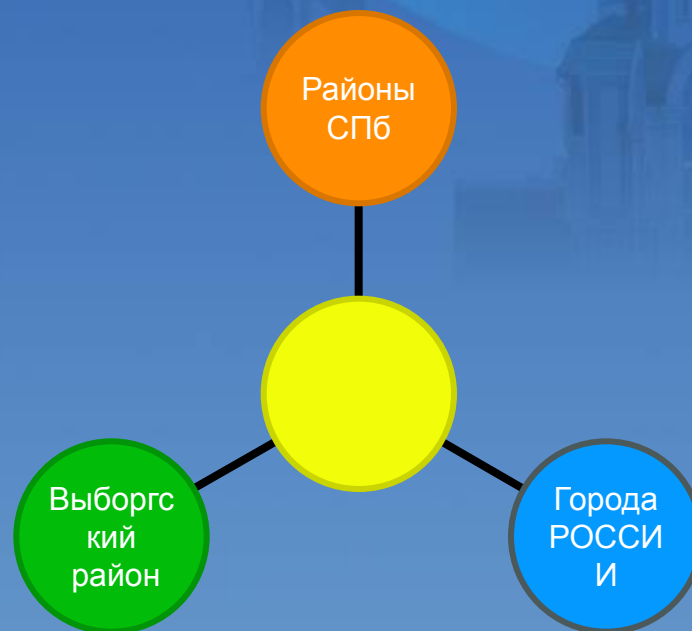 Районы
СПб
Выборгс
кий
район
Города
РОССИ
И